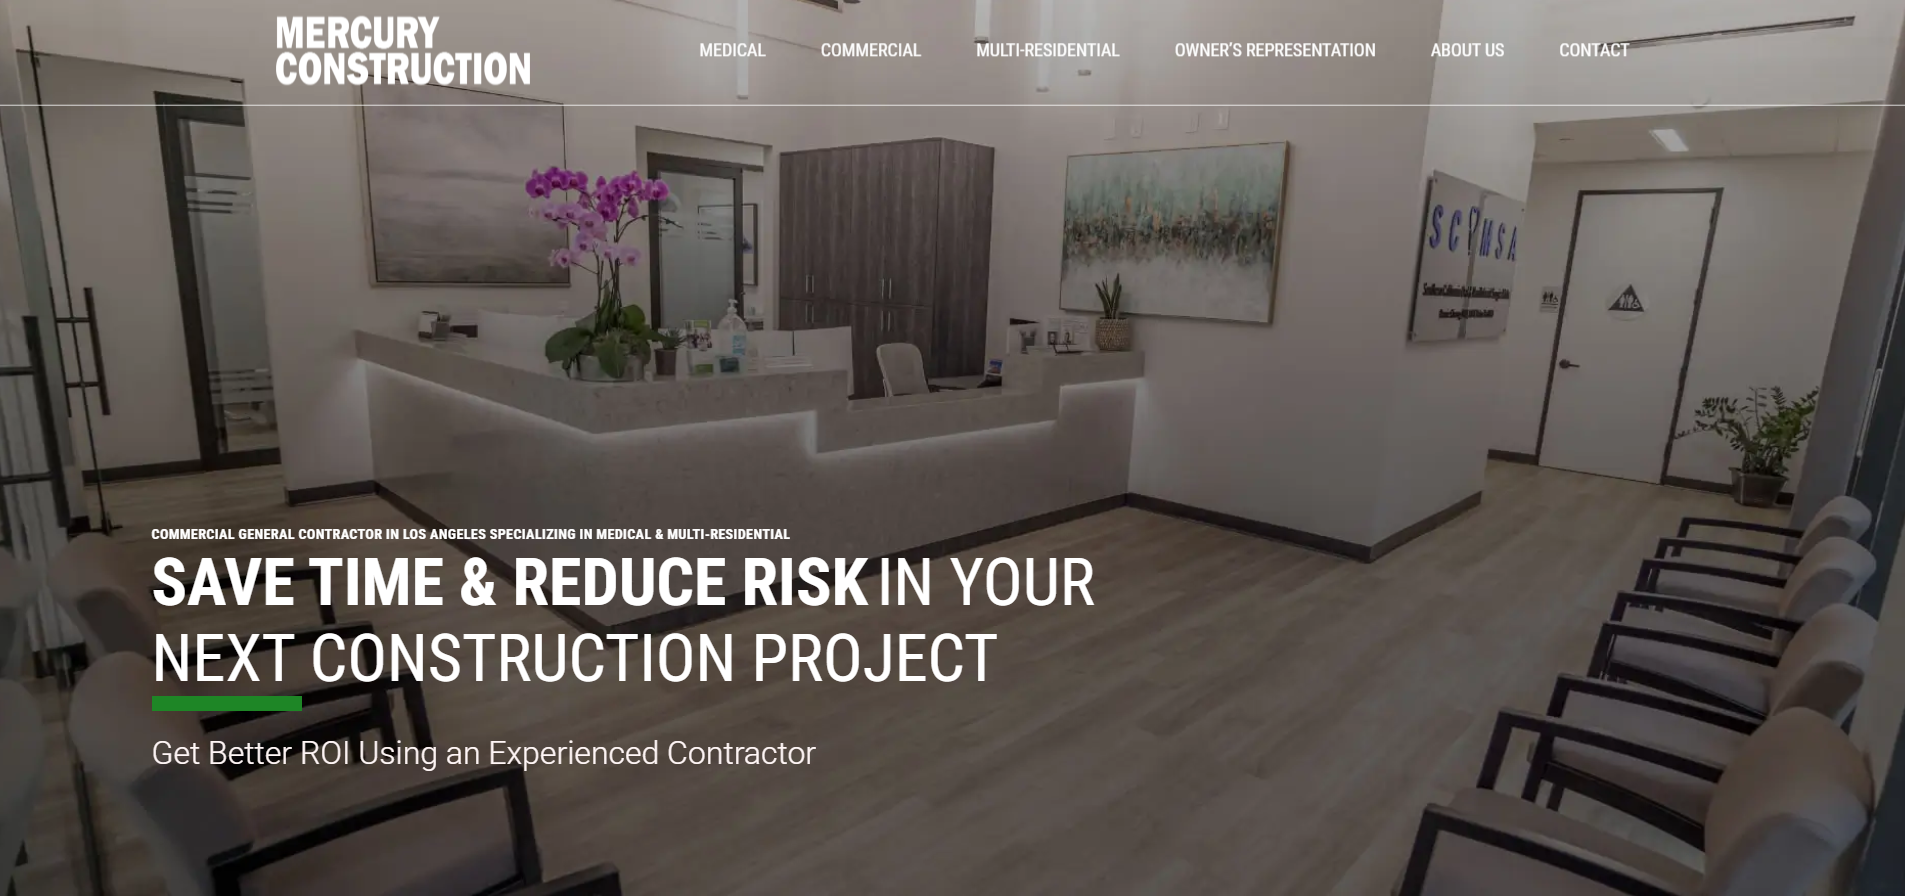 MERCURY
CONSTRUCTION
MEDICAL COMMERCIAL MULTI-RESIDENTIAL OWNER'S REPRESENTATION ABOUT US CONTACT
SC MSA
COMMERCIAL GENERAL CONTRACTOR IN LOS ANGELES SPECIALIZING IN MEDICAL & MULTI-RESIDENTIAL
SAVE TIME & REDUCE RISK IN YOUR
NEXT CONSTRUCTION PROJECT
Get Better ROI Using an Experienced Contractor